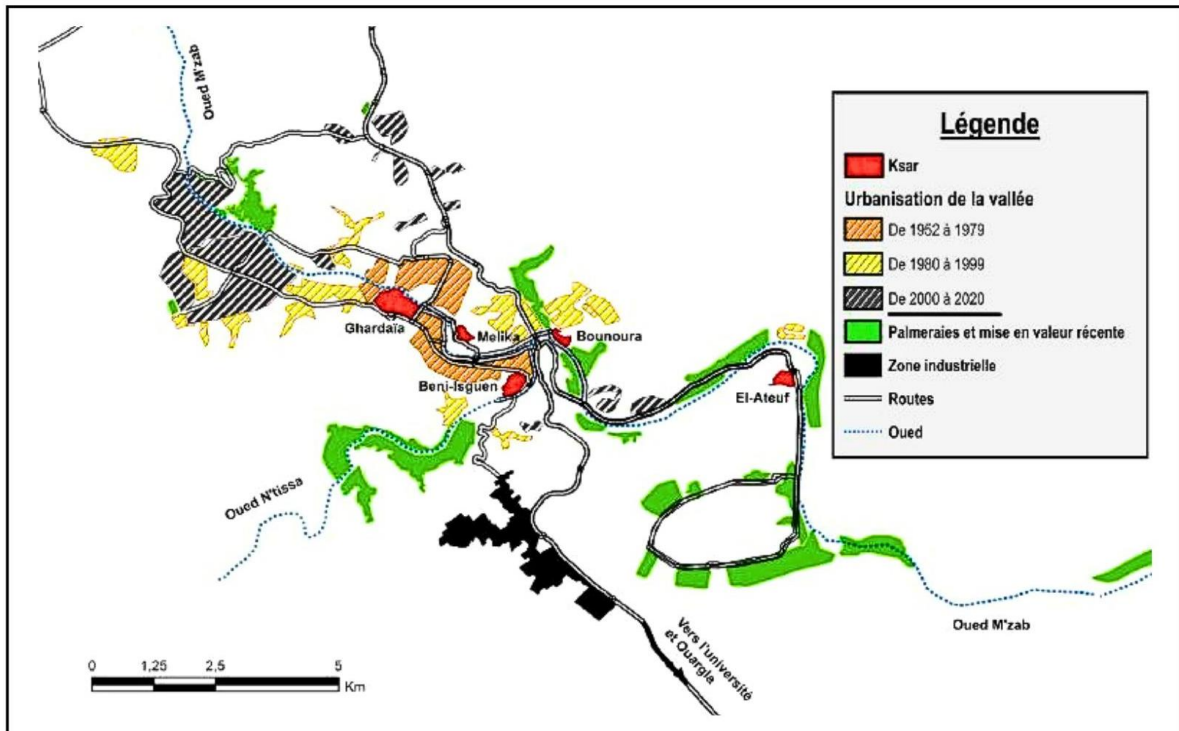 Oued M'zab
Légende
Ksar
Urbanisation de la vallée
De 1952 à 1979
De 1980 à 1999
De 2000 à 2020
Palmeraies et mise en valeur récente
Zone industrielle
Routes
Oued
Ghardaïa
Melika
Bounoura
Beni-Isguen
El-Ateuf
Oued N'tissa
Oued M'zab
Vers l'université
et Ouargla
0 1,25 2,5 5
Km